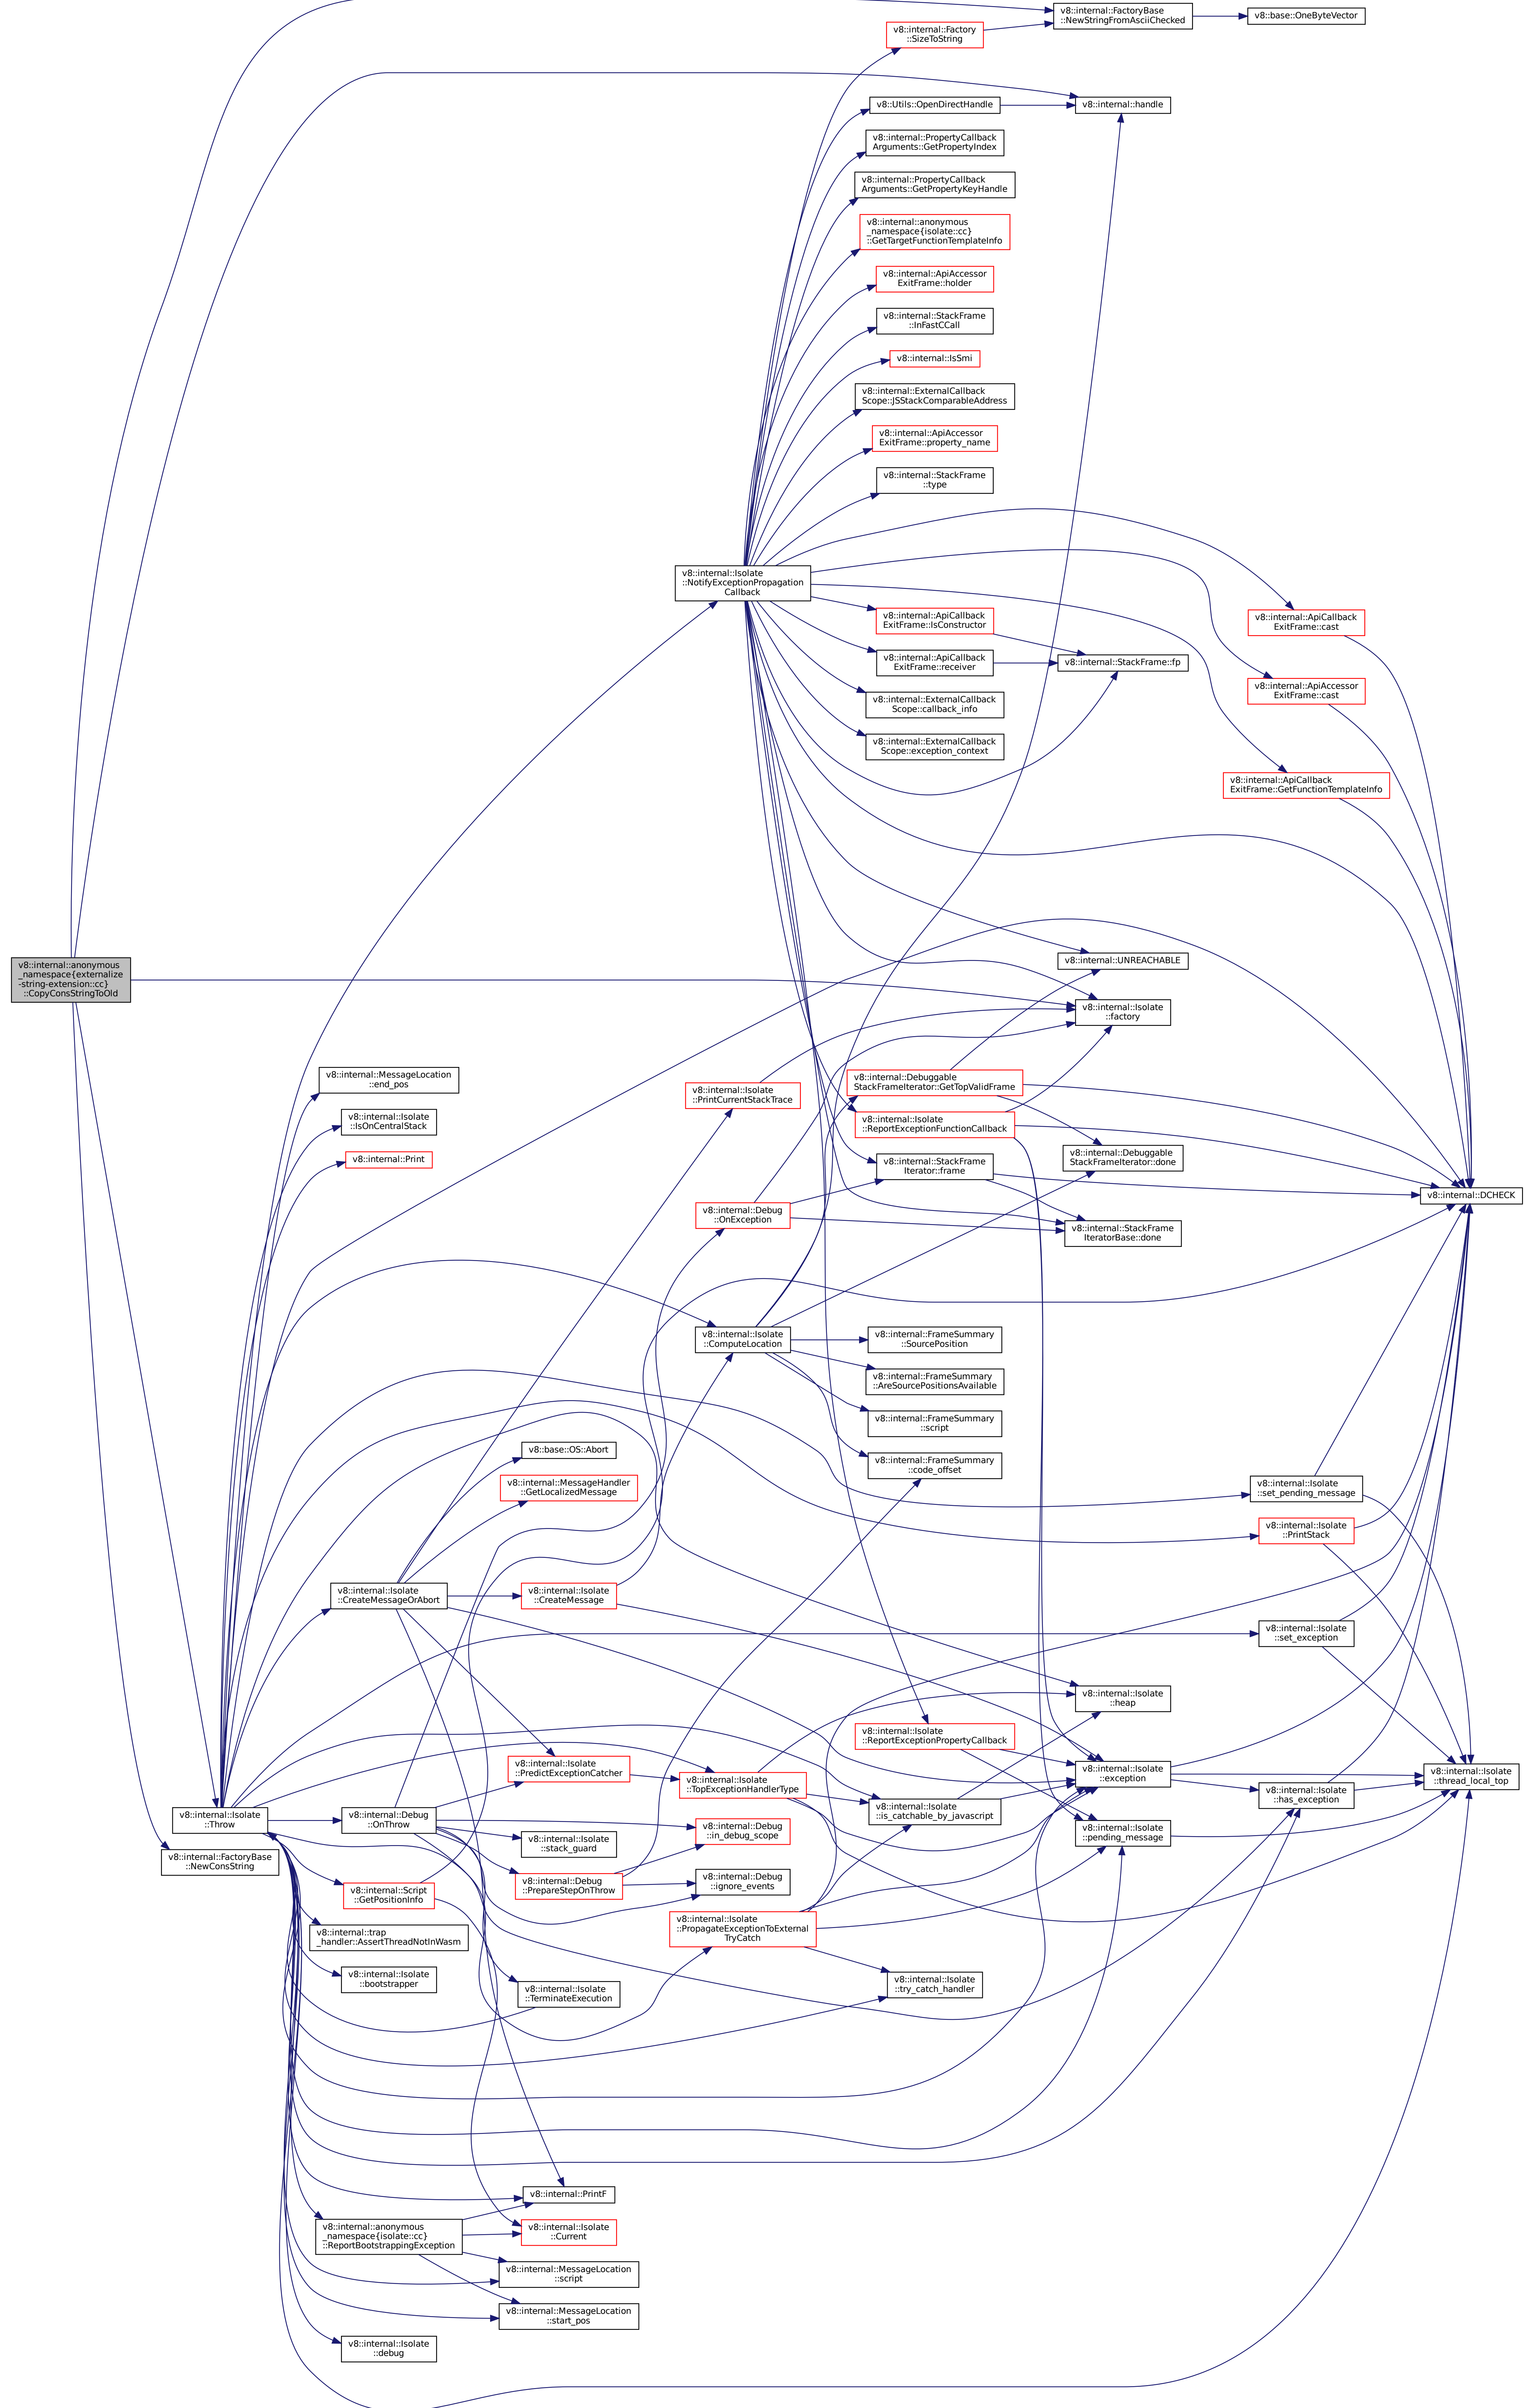 v8::internal::FactoryBase
::NewStringFromAsciiChecked
v8::base::OneByteVector
v8::internal::Factory
::SizeToString
v8::Utils::OpenDirectHandle
v8::internal::handle
v8::internal::PropertyCallback
Arguments::GetPropertyIndex
v8::internal::PropertyCallback
Arguments::GetPropertyKeyHandle
v8::internal::anonymous
_namespace{isolate::cc}
::GetTargetFunctionTemplateInfo
v8::internal::ApiAccessor
ExitFrame::holder
v8::internal::StackFrame
::InFastCCall
v8::internal::IsSmi
v8::internal::ExternalCallback
Scope::JSStackComparableAddress
v8::internal::ApiAccessor
ExitFrame::property_name
v8::internal::StackFrame
::type
v8::internal::Isolate
::NotifyExceptionPropagation
Callback
v8::internal::ApiCallback
ExitFrame::IsConstructor
v8::internal::ApiCallback
ExitFrame::cast
v8::internal::ApiCallback
ExitFrame::receiver
v8::internal::StackFrame::fp
v8::internal::ApiAccessor
ExitFrame::cast
v8::internal::ExternalCallback
Scope::callback_info
v8::internal::ExternalCallback
Scope::exception_context
v8::internal::ApiCallback
ExitFrame::GetFunctionTemplateInfo
v8::internal::anonymous
_namespace{externalize
-string-extension::cc}
::CopyConsStringToOld
v8::internal::UNREACHABLE
v8::internal::Isolate
::factory
v8::internal::MessageLocation
::end_pos
v8::internal::Isolate
::PrintCurrentStackTrace
v8::internal::Debuggable
StackFrameIterator::GetTopValidFrame
v8::internal::Isolate
::IsOnCentralStack
v8::internal::Isolate
::ReportExceptionFunctionCallback
v8::internal::Print
v8::internal::StackFrame
Iterator::frame
v8::internal::Debuggable
StackFrameIterator::done
v8::internal::DCHECK
v8::internal::Debug
::OnException
v8::internal::StackFrame
IteratorBase::done
v8::internal::Isolate
::ComputeLocation
v8::internal::FrameSummary
::SourcePosition
v8::internal::FrameSummary
::AreSourcePositionsAvailable
v8::internal::FrameSummary
::script
v8::base::OS::Abort
v8::internal::FrameSummary
::code_offset
v8::internal::MessageHandler
::GetLocalizedMessage
v8::internal::Isolate
::set_pending_message
v8::internal::Isolate
::PrintStack
v8::internal::Isolate
::CreateMessageOrAbort
v8::internal::Isolate
::CreateMessage
v8::internal::Isolate
::set_exception
v8::internal::Isolate
::heap
v8::internal::Isolate
::ReportExceptionPropertyCallback
v8::internal::Isolate
::PredictExceptionCatcher
v8::internal::Isolate
::TopExceptionHandlerType
v8::internal::Isolate
::exception
v8::internal::Isolate
::has_exception
v8::internal::Isolate
::thread_local_top
v8::internal::Isolate
::Throw
v8::internal::Debug
::OnThrow
v8::internal::Isolate
::is_catchable_by_javascript
v8::internal::Isolate
::stack_guard
v8::internal::Debug
::in_debug_scope
v8::internal::Isolate
::pending_message
v8::internal::FactoryBase
::NewConsString
v8::internal::Script
::GetPositionInfo
v8::internal::Debug
::PrepareStepOnThrow
v8::internal::Debug
::ignore_events
v8::internal::trap
_handler::AssertThreadNotInWasm
v8::internal::Isolate
::PropagateExceptionToExternal
TryCatch
v8::internal::Isolate
::bootstrapper
v8::internal::Isolate
::TerminateExecution
v8::internal::Isolate
::try_catch_handler
v8::internal::PrintF
v8::internal::anonymous
_namespace{isolate::cc}
::ReportBootstrappingException
v8::internal::Isolate
::Current
v8::internal::MessageLocation
::script
v8::internal::MessageLocation
::start_pos
v8::internal::Isolate
::debug